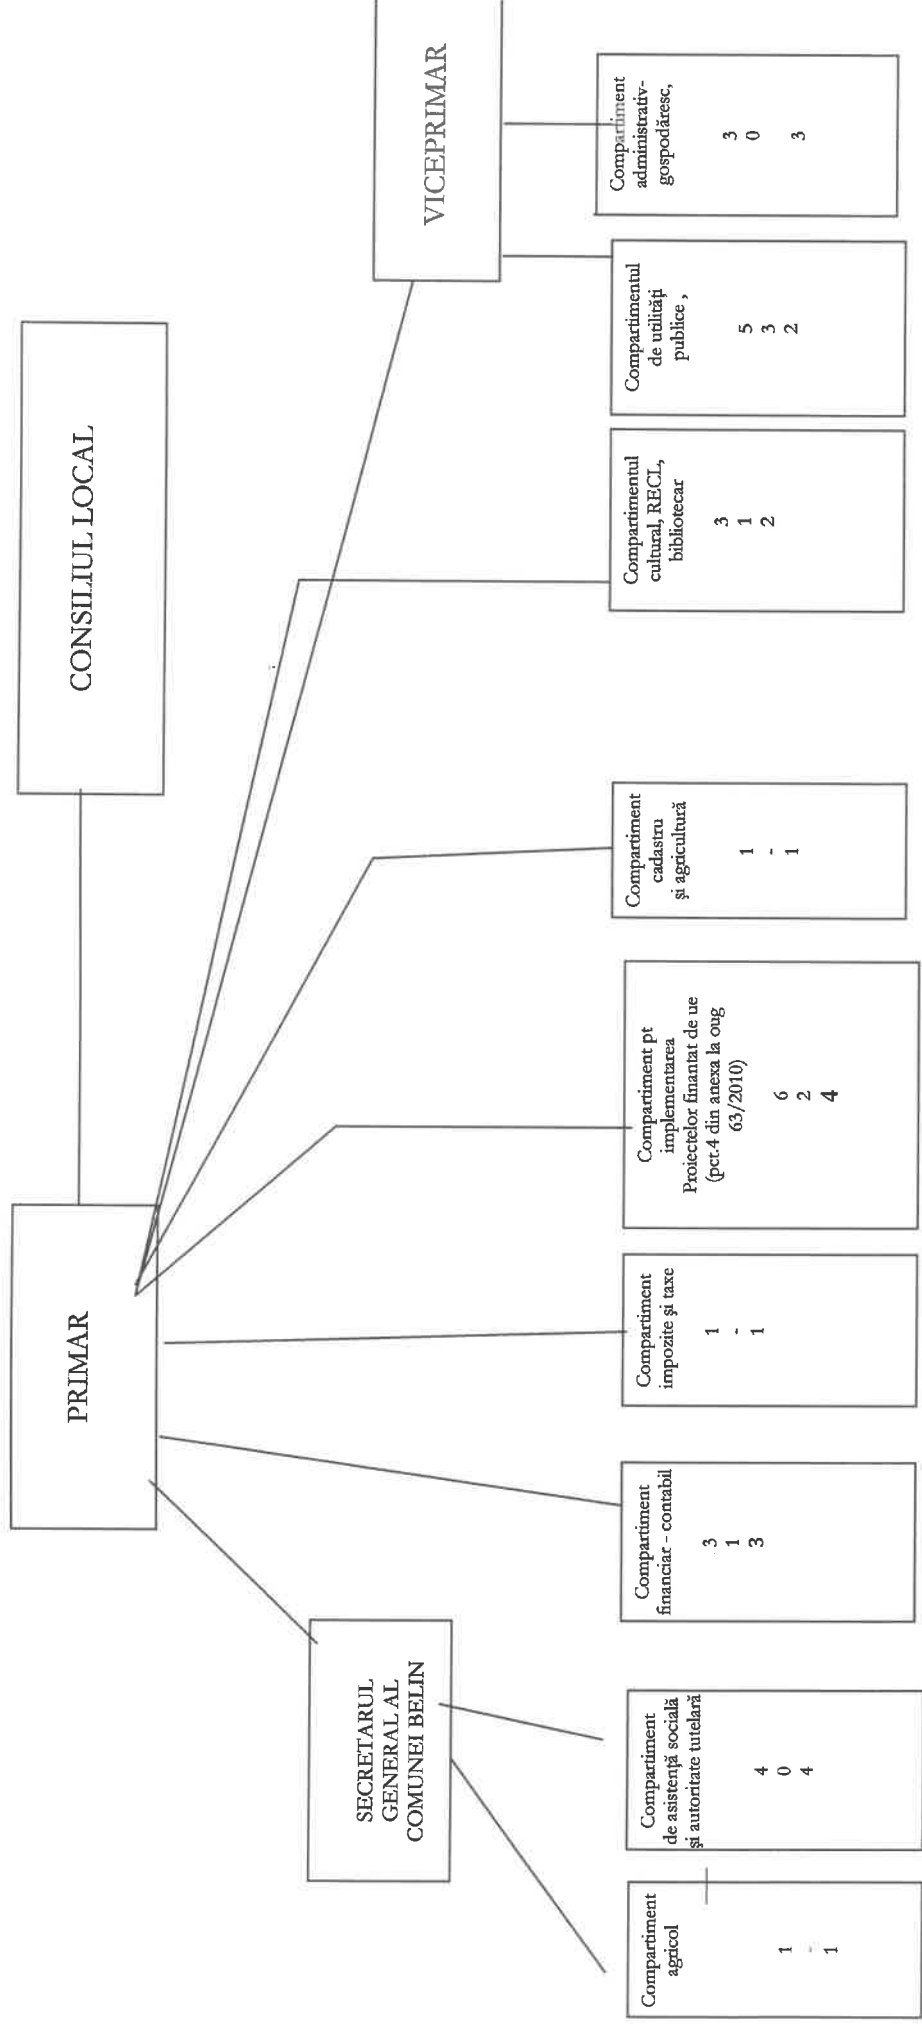 CONSILIUL LOCAL
PRIMAR
VICEPRIMAR
SECRETARUL
GENERAL AL
COMUNEI BELIN
Compartiment
agricol
1
-
1
Compartiment
de asistență socială
și autoritate tutelară
4
0
4
Compartiment
financiar - contabil
3
1
3
Compartiment
impozite și taxe
1
-
1
Compartiment pt
implementarea
Proiectelor finantat de ue
(pct.4 din anexa la oug
63/2010)
6
2
4
Compartiment
cadastru
și agricultură
1
-
1
Compartimentul
cultural, RECL,
bibliotecar
3
1
2
Compartimentul
de utilități
publice ,
5
3
2
Compartiment
administrativ-
gospodăresc,
3
0
3